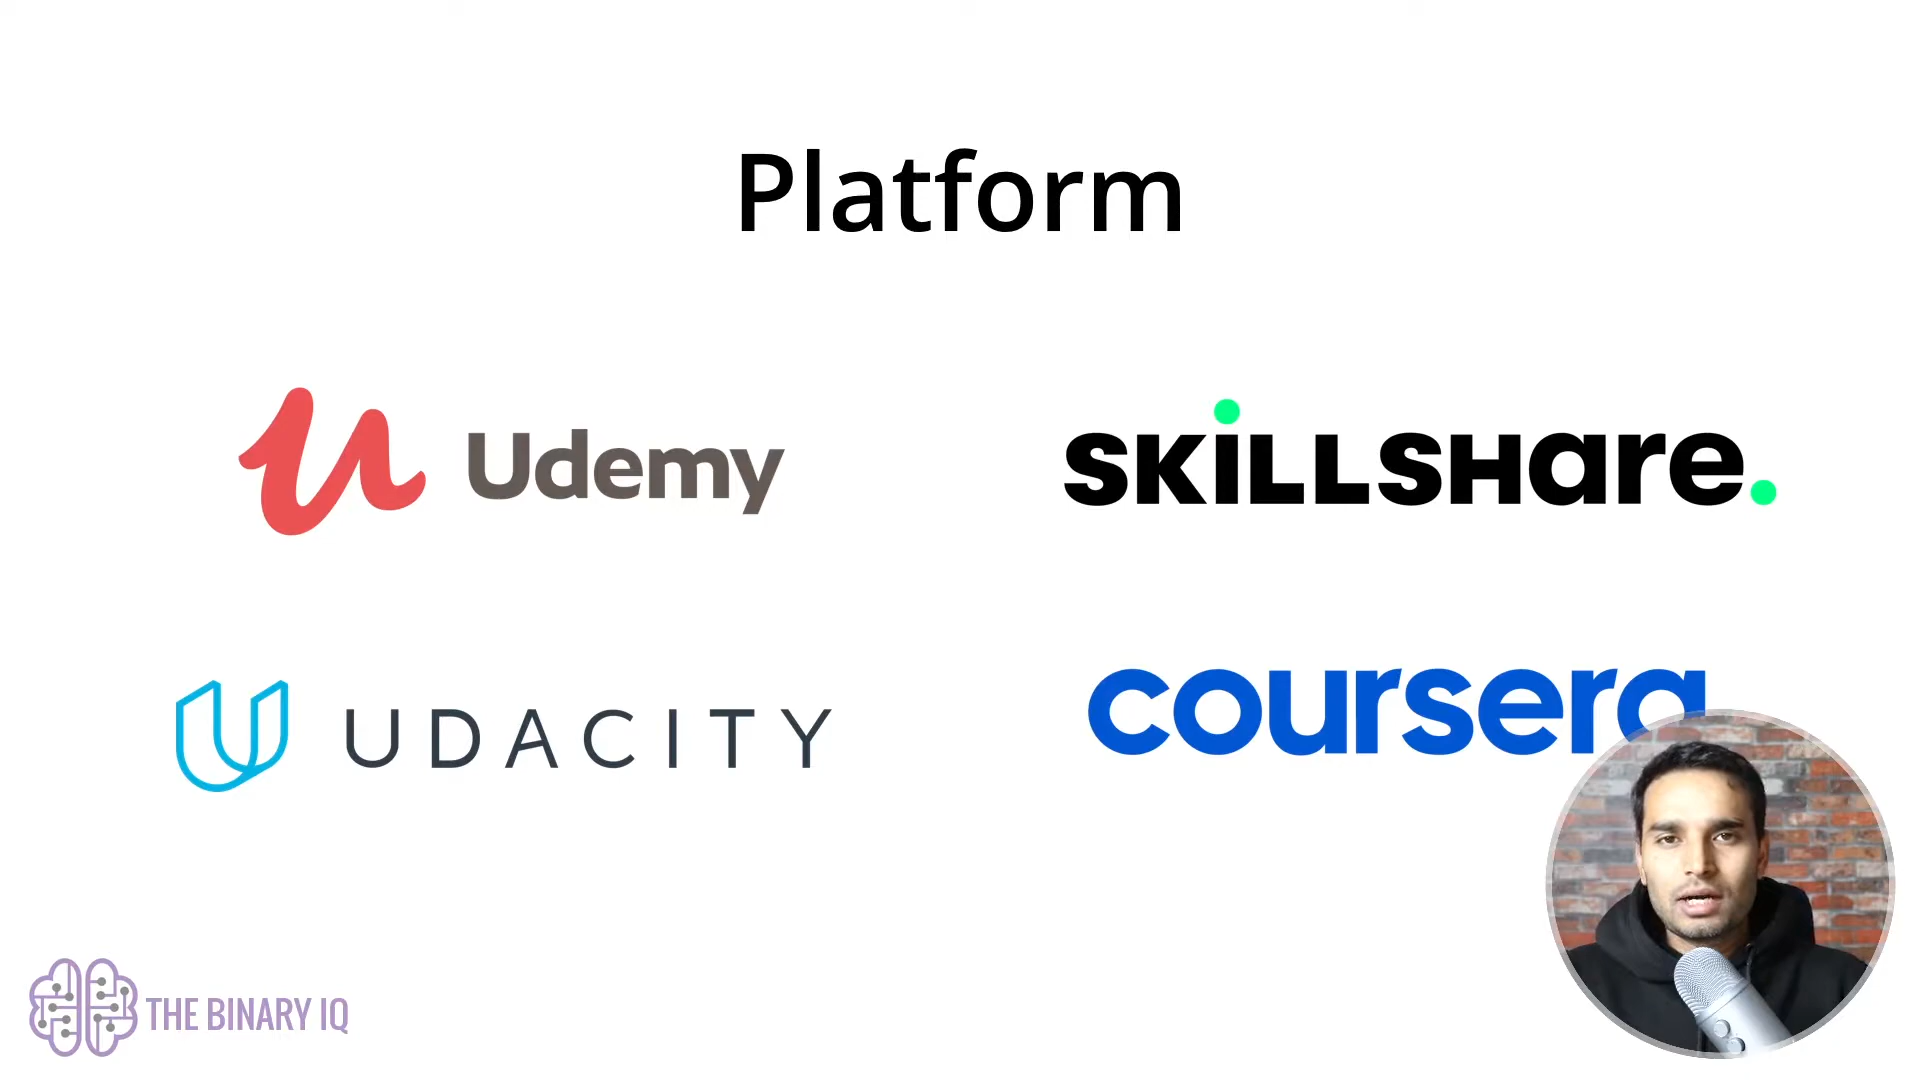 Platform
Udemy
SKILLSHare.
UDACITY
coursera
THE BINARY IQ